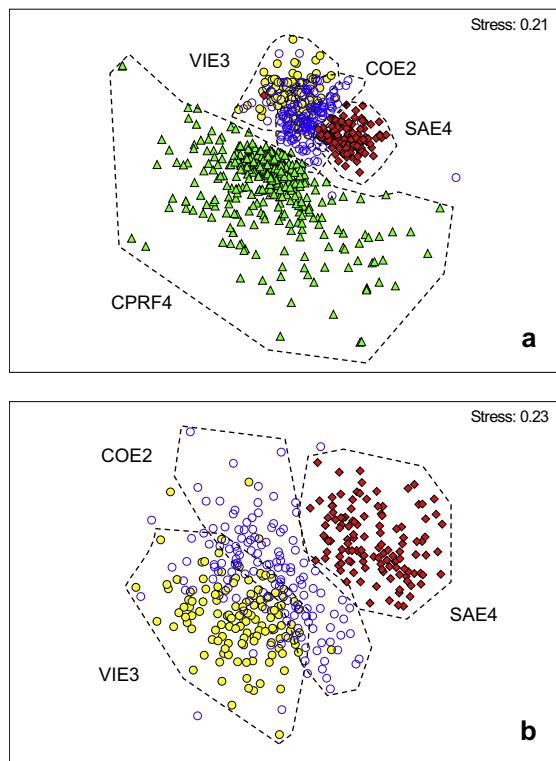 Stress: 0.21
VIE3
COE2
SAE4
CPRF4
a
Stress: 0.23
COE2
SAE4
VIE3
b